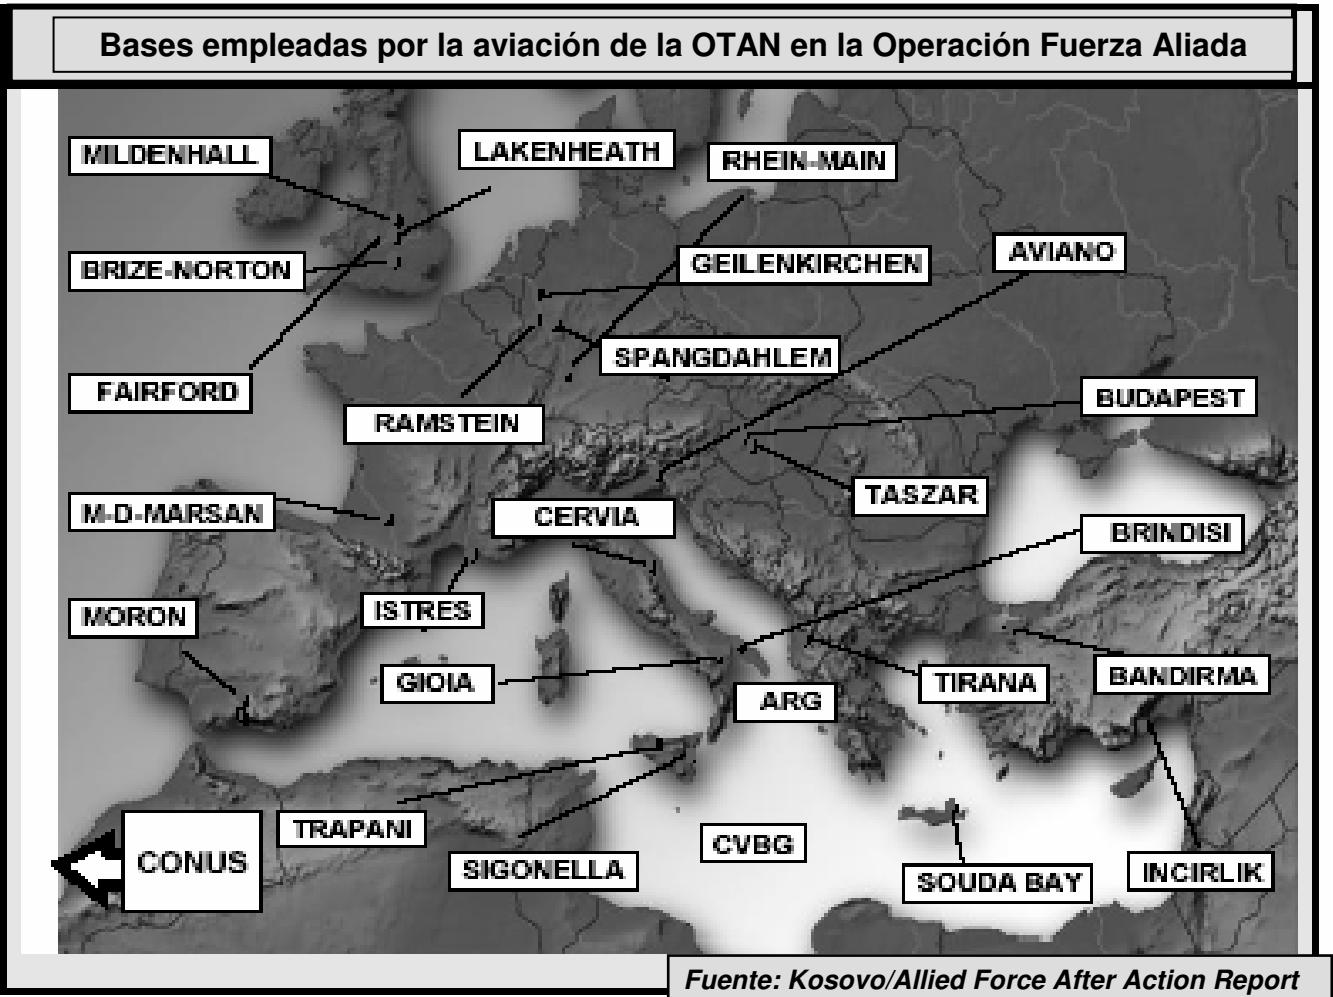 Bases empleadas por la aviación de la OTAN en la Operación Fuerza Aliada
MILDENHALL
LAKENHEATH
RHEIN-MAIN
BRIZE-NORTON
GEILENKIRCHEN
AVIANO
SPANGDAHLEM
FAIRFORD
RAMSTEIN
BUDAPEST
M-D-MARSAN
CERVIA
TASZAR
BRINDISI
MORON
ISTRES
GIOIA
ARG
TIRANA
BANDIRMA
TRAPANI
CONUS
SIGONELLA
CVBG
SOUDA BAY
INCIRLIK
Fuente: Kosovo/Allied Force After Action Report